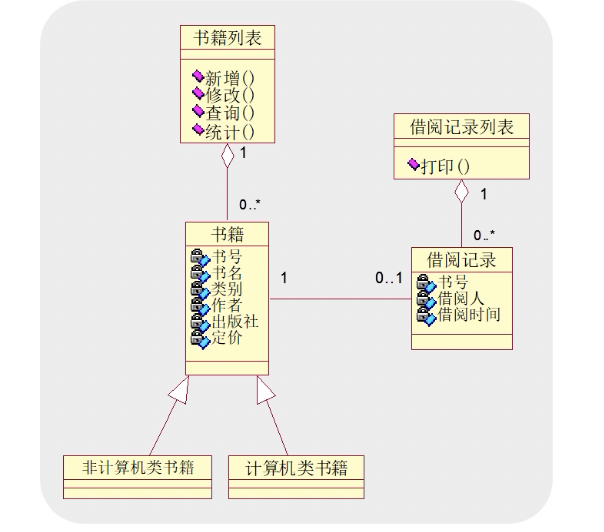 书籍列表
新增()
修改()
查询()
统计()
1
0..*
借阅记录列表
打印()
1
0..*
书籍
书号
书名
类别
作者
出版社
定价
1
0..1
借阅记录
书号
借阅人
借阅时间
非计算机类书籍
计算机类书籍